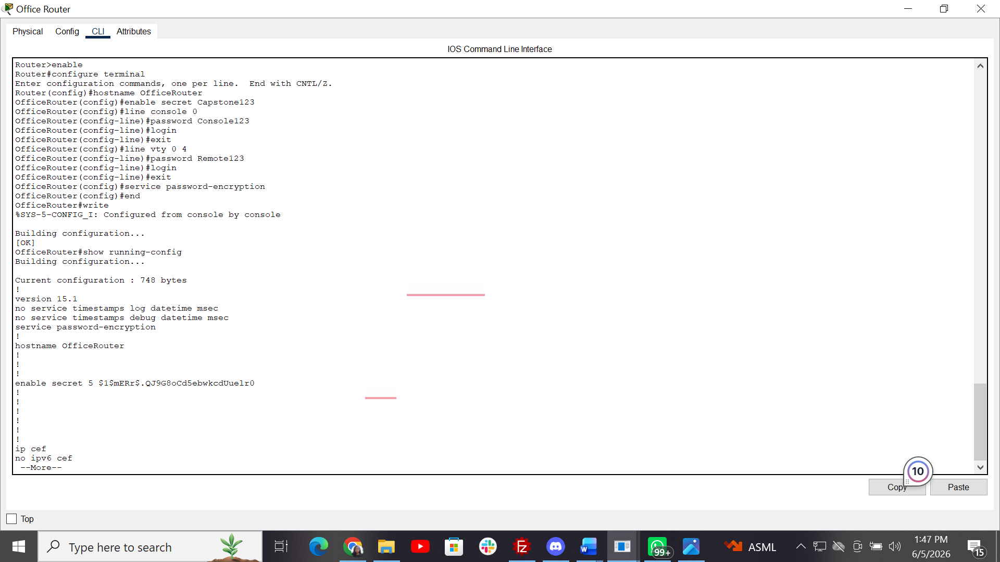 Office Router
Physical Config CLI Attributes
IOS Command Line Interface
Router>enable
Router#configure terminal
Enter configuration commands, one per line.  End with CNTL/Z.
Router(config)#hostname OfficeRouter
OfficeRouter(config)#enable secret Capstone123
OfficeRouter(config)#line console 0
OfficeRouter(config-line)#password Console123
OfficeRouter(config-line)#login
OfficeRouter(config-line)#exit
OfficeRouter(config)#line vty 0 4
OfficeRouter(config-line)#password Remote123
OfficeRouter(config-line)#login
OfficeRouter(config-line)#exit
OfficeRouter(config)#service password-encryption
OfficeRouter(config)#end
OfficeRouter#write
%SYS-5-CONFIG_I: Configured from console by console
Building configuration...
[OK]
OfficeRouter#show running-config
Building configuration...
Current configuration : 748 bytes
!
version 15.1
no service timestamps log datetime msec
no service timestamps debug datetime msec
service password-encryption
!
hostname OfficeRouter
!
!
!
enable secret 5 $1$mERr$.QJ9G8oCd5ebwkcdUuelr0
!
!
!
!
!
!
ip cef
no ipv6 cef
--More--
10
Copy Paste
Top
Type here to search
99+
ASML
1:47 PM
6/5/2026
15